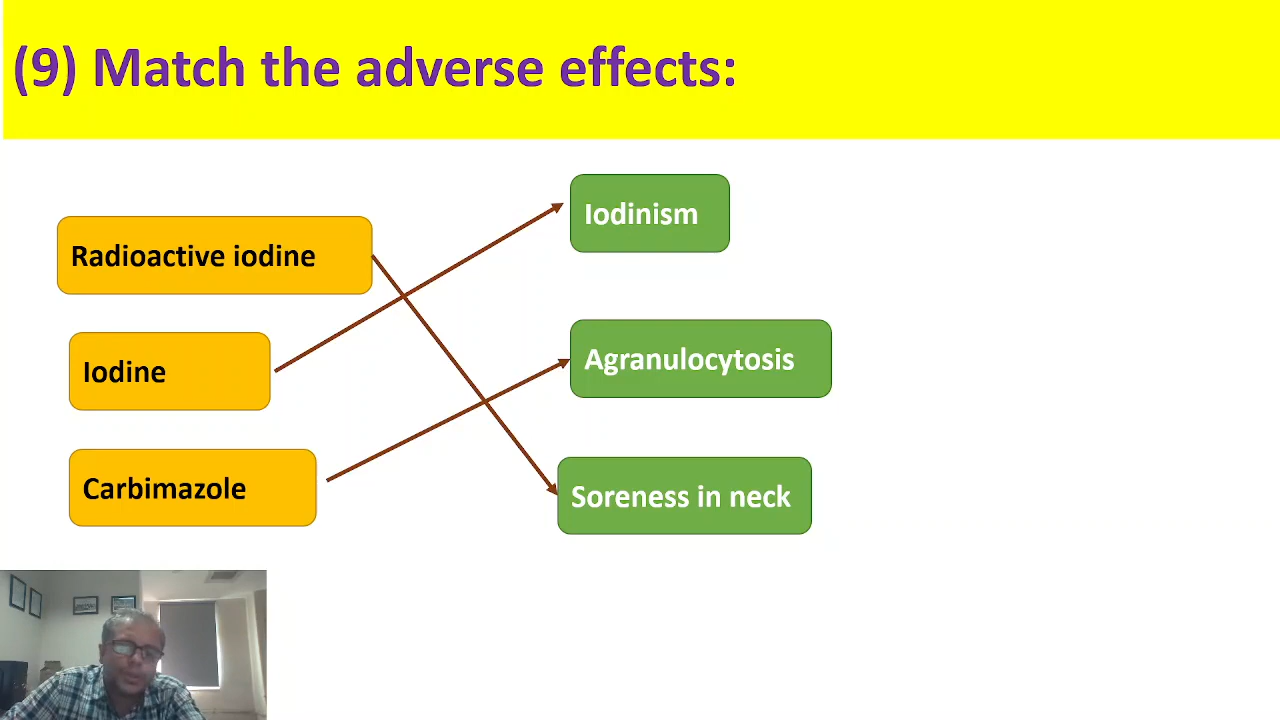 (9) Match the adverse effects:
Radioactive iodine
Iodine
Carbimazole
Iodinism
Agranulocytosis
Soreness in neck